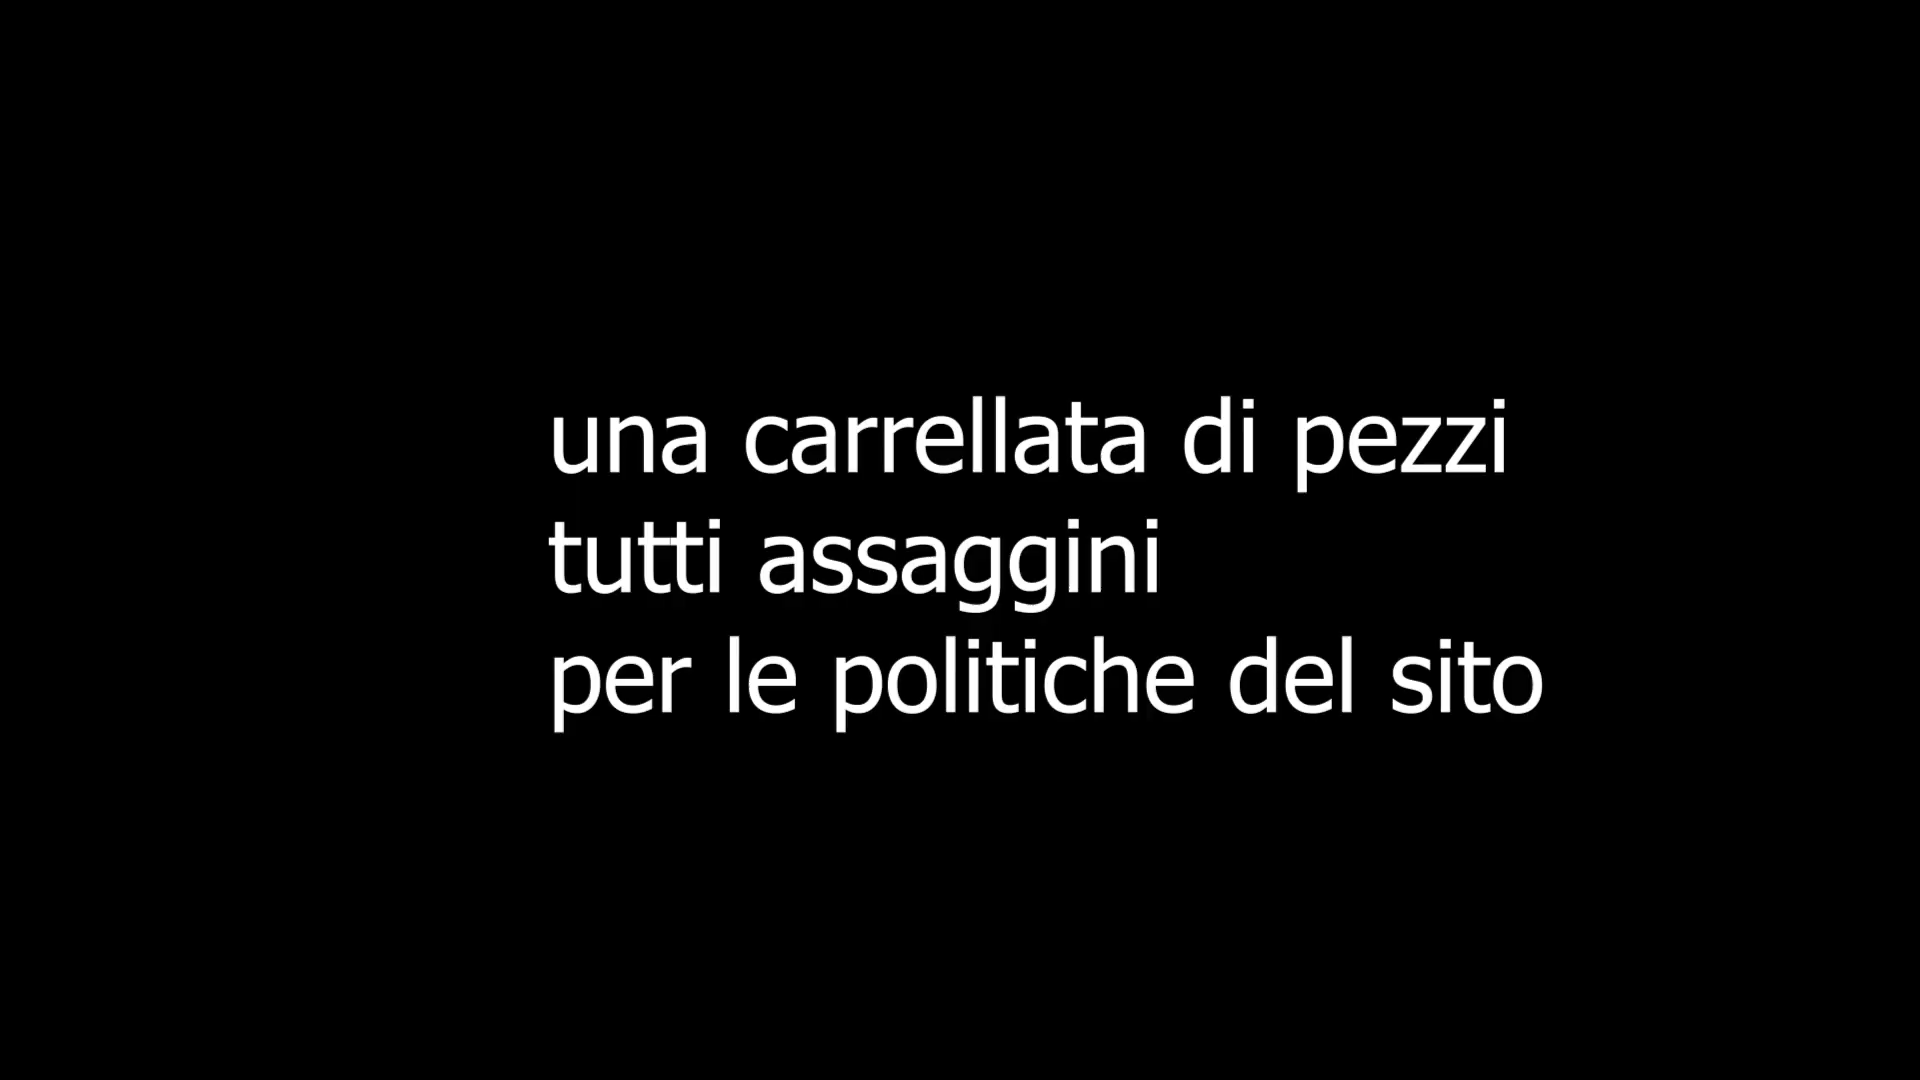 una carrellata di pezzi
tutti assaggini
per le politiche del sito